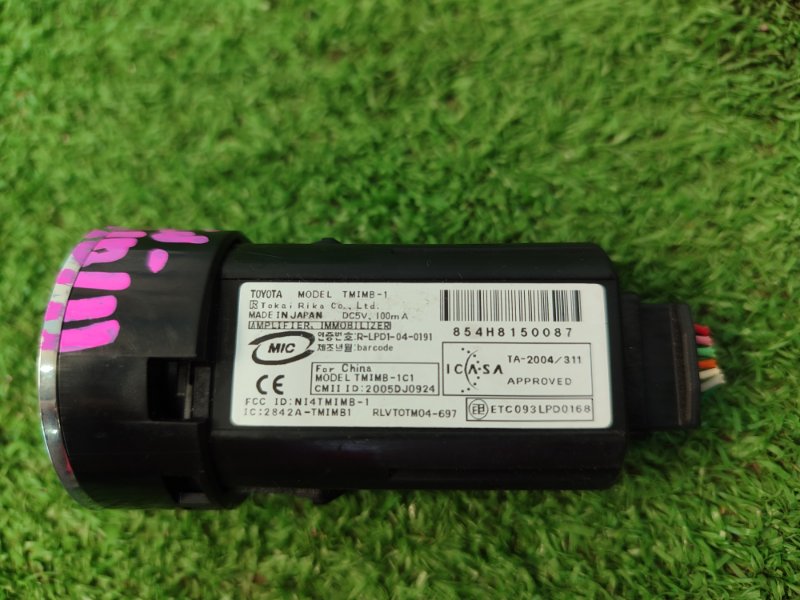 TOYOTA MODEL TMIMB-1
Tokai Rika Co., Ltd.
MADE IN JAPAN DC5V, 100mA
AMPLIFIER, IMMOBILIZER
MIC
인증번호:R-LPD1-04-0191
제조년월:barcode
For China
MODEL TMIMB-1C1
CMII ID:2005DJ0924
CE
FCC ID:NI4TMIMB-1
IC:2842A-TMIMB1 RLVTOTM04-697
854H8150087
ICASA
TA-2004/311
APPROVED
ETC093LPD0168